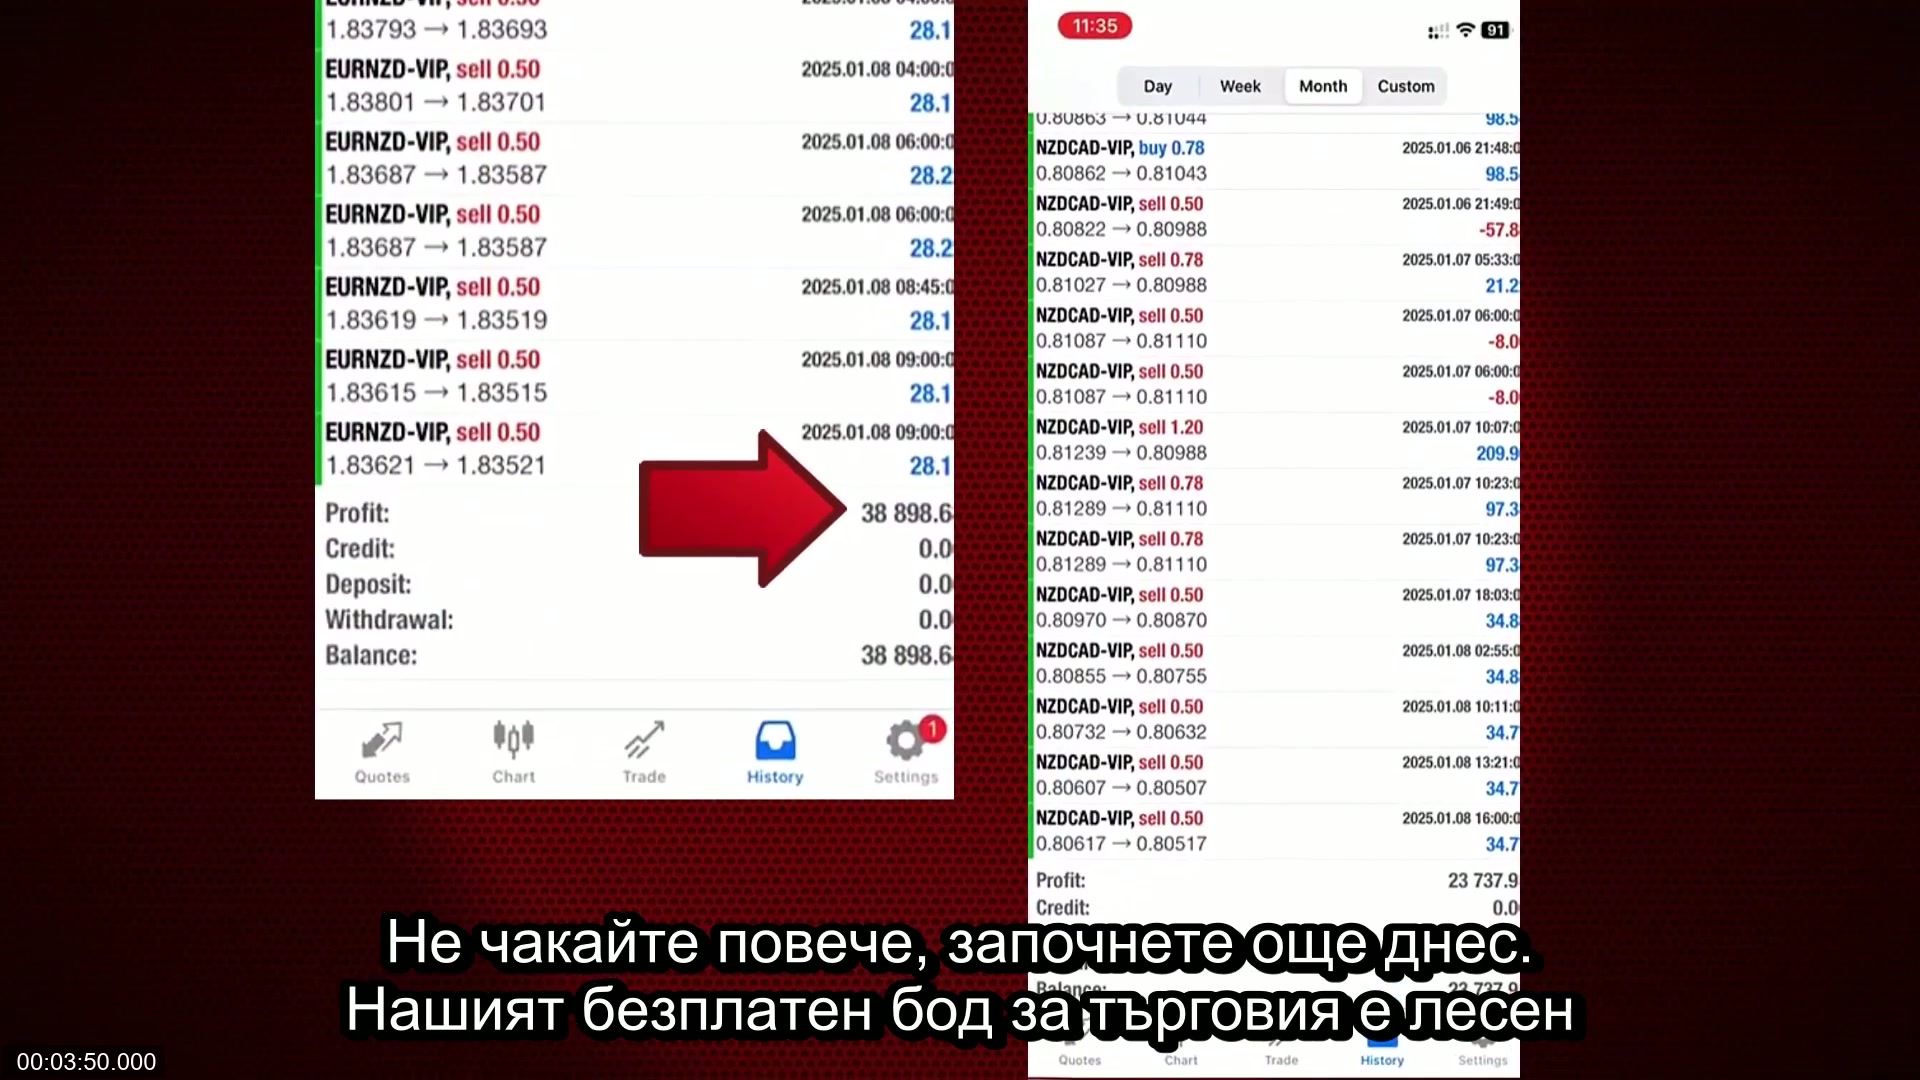 1.83793 → 1.83693
28.1
EURNZD-VIP, sell 0.50
2025.01.08 04:00:0
1.83801 → 1.83701
28.1
EURNZD-VIP, sell 0.50
2025.01.08 06:00:0
1.83687 → 1.83587
28.2
EURNZD-VIP, sell 0.50
2025.01.08 06:00:0
1.83687 → 1.83587
28.2
EURNZD-VIP, sell 0.50
2025.01.08 08:45:0
1.83619 → 1.83519
28.1
EURNZD-VIP, sell 0.50
2025.01.08 09:00:0
1.83615 → 1.83515
28.1
EURNZD-VIP, sell 0.50
2025.01.08 09:00:0
1.83621 → 1.83521
28.1
Profit: 38 898.6
Credit: 0.0
Deposit: 0.0
Withdrawal: 0.0
Balance: 38 898.6
Quotes Chart Trade History Settings 1
11:35 91
Day Week Month Custom
0.80863 → 0.81044
98.5
NZDCAD-VIP, buy 0.78
2025.01.06 21:48:0
0.80862 → 0.81043
98.5
NZDCAD-VIP, sell 0.50
2025.01.06 21:49:0
0.80822 → 0.80988
-57.8
NZDCAD-VIP, sell 0.78
2025.01.07 05:33:0
0.81027 → 0.80988
21.2
NZDCAD-VIP, sell 0.50
2025.01.07 06:00:0
0.81087 → 0.81110
-8.0
NZDCAD-VIP, sell 0.50
2025.01.07 06:00:0
0.81087 → 0.81110
-8.0
NZDCAD-VIP, sell 1.20
2025.01.07 10:07:0
0.81239 → 0.80988
209.9
NZDCAD-VIP, sell 0.78
2025.01.07 10:23:0
0.81289 → 0.81110
97.3
NZDCAD-VIP, sell 0.78
2025.01.07 10:23:0
0.81289 → 0.81110
97.3
NZDCAD-VIP, sell 0.50
2025.01.07 18:03:0
0.80970 → 0.80870
34.8
NZDCAD-VIP, sell 0.50
2025.01.08 02:55:0
0.80855 → 0.80755
34.8
NZDCAD-VIP, sell 0.50
2025.01.08 10:11:0
0.80732 → 0.80632
34.7
NZDCAD-VIP, sell 0.50
2025.01.08 13:21:0
0.80607 → 0.80507
34.7
NZDCAD-VIP, sell 0.50
2025.01.08 16:00:0
0.80617 → 0.80517
34.7
Profit: 23 737.9
Credit: 0.0
Balance:
Quotes Chart Trade History Settings
Не чакайте повече, започнете още днес.
Нашият безплатен бод за търговия е лесен
00:03:50.000